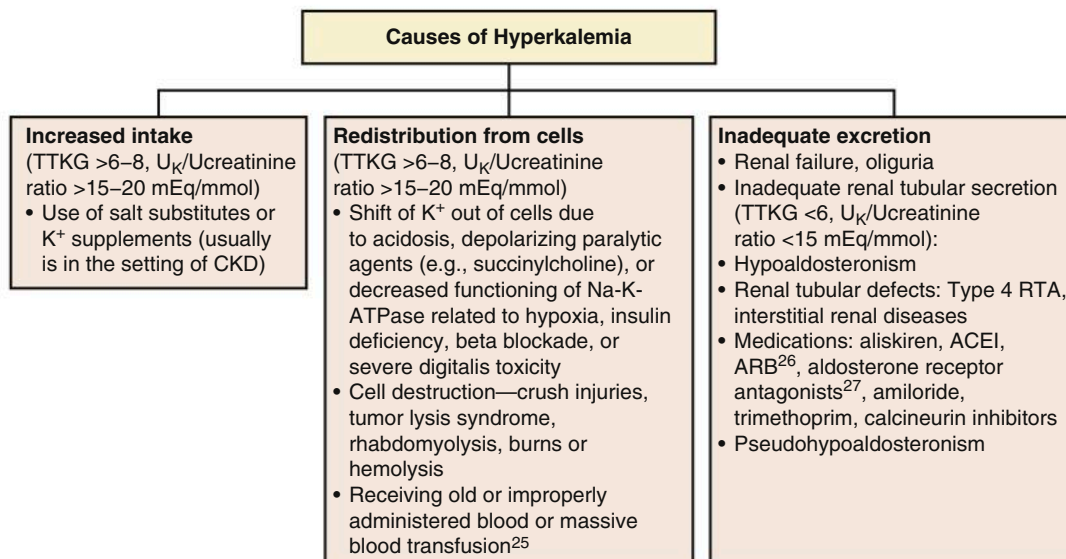 Causes of Hyperkalemia
Increased intake
(TTKG >6–8, UK/Ucreatinine
ratio >15–20 mEq/mmol)
• Use of salt substitutes or
K+ supplements (usually
is in the setting of CKD)
Redistribution from cells
(TTKG >6–8, UK/Ucreatinine
ratio >15–20 mEq/mmol)
• Shift of K+ out of cells due
to acidosis, depolarizing paralytic
agents (e.g., succinylcholine), or
decreased functioning of Na-K-
ATPase related to hypoxia, insulin
deficiency, beta blockade, or
severe digitalis toxicity
• Cell destruction—crush injuries,
tumor lysis syndrome,
rhabdomyolysis, burns or
hemolysis
• Receiving old or improperly
administered blood or massive
blood transfusion25
Inadequate excretion
• Renal failure, oliguria
• Inadequate renal tubular secretion
(TTKG <6, UK/Ucreatinine
ratio <15 mEq/mmol):
• Hypoaldosteronism
• Renal tubular defects: Type 4 RTA,
interstitial renal diseases
• Medications: aliskiren, ACEI,
ARB26, aldosterone receptor
antagonists27, amiloride,
trimethoprim, calcineurin inhibitors
• Pseudohypoaldosteronism